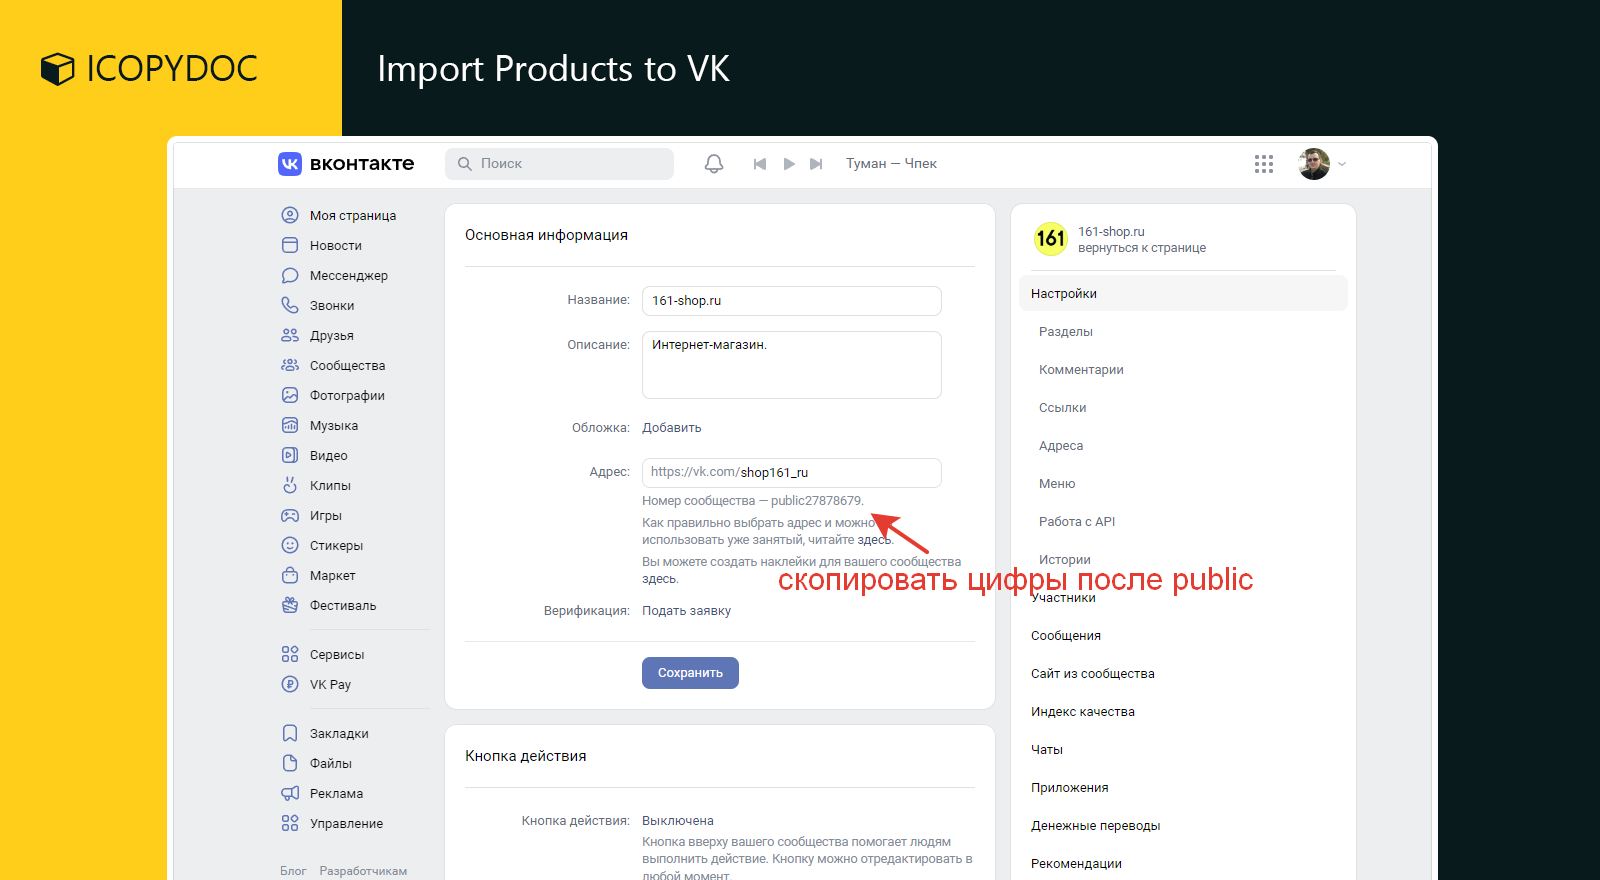 ICOPYDOC
Import Products to VK
вконтакте
Поиск
Туман — Чпек
Моя страница
Новости
Мессенджер
Звонки
Друзья
Сообщества
Фотографии
Музыка
Видео
Клипы
Игры
Стикеры
Маркет
Фестиваль
Сервисы
VK Pay
Закладки
Файлы
Реклама
Управление
Блог Разработчикам
Основная информация
Название: 161-shop.ru
Описание: Интернет-магазин.
Обложка: Добавить
Адрес: https://vk.com/shop161_ru
Номер сообщества — public27878679.
Как правильно выбрать адрес и можно
использовать уже занятый, читайте здесь.
Вы можете создать наклейки для вашего сообщества
здесь.
скопировать цифры после public
Верификация: Подать заявку
Сохранить
Кнопка действия
Кнопка действия: Выключена
Кнопка вверху вашего сообщества помогает людям
выполнить действие. Кнопку можно отредактировать в
любой момент.
161
161-shop.ru
вернуться к странице
Настройки
Разделы
Комментарии
Ссылки
Адреса
Меню
Работа с API
Истории
Участники
Сообщения
Сайт из сообщества
Индекс качества
Чаты
Приложения
Денежные переводы
Рекомендации